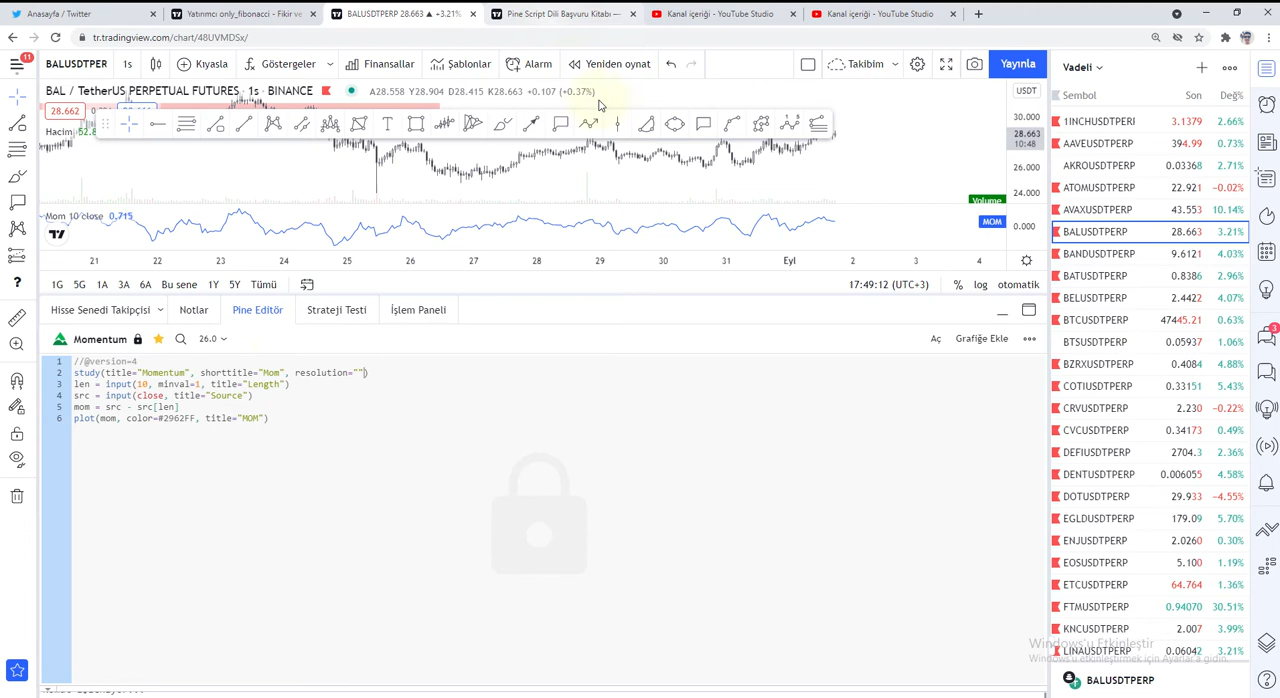 Anasayfa / Twitter
Yatırımcı only_fibonacci - Fikir ve
BALUSDTPERP 28.663 ▲ +3.21%
Pine Script Dili Başvuru Kitabı —
Kanal içeriği - YouTube Studio
Kanal içeriği - YouTube Studio
tr.tradingview.com/chart/48UVMDSx/
11
BALUSDTPER
1s
Kıyasla
Göstergeler
Finansallar
Şablonlar
Alarm
Yeniden oynat
Takibim
Yayınla
Vadeli
BAL / TetherUS PERPETUAL FUTURES · 1s · BINANCE
A28.558 Y28.904 D28.415 K28.663 +0.107 (+0.37%)
USDT
28.662
Hacim
30.000
28.663
10:48
26.000
24.000
Volume
Mom 10 close 0.715
MOM
0.000
21 22 23 24 25 26 27 28 29 30 31 Eyl 2 3 4
1G 5G 1A 3A 6A Bu sene 1Y 5Y Tümü
17:49:12 (UTC+3)
% log otomatik
Hisse Senedi Takipçisi
Notlar
Pine Editör
Strateji Testi
İşlem Paneli
Momentum
26.0
Aç
Grafiğe Ekle
1 //@version=4
2 study(title="Momentum", shorttitle="Mom", resolution="")
3 len = input(10, minval=1, title="Length")
4 src = input(close, title="Source")
5 mom = src - src[len]
6 plot(mom, color=#2962FF, title="MOM")
Sembol Son Değ%
1INCHUSDTPERI 3.1379 2.66%
AAVEUSDTPERP 394.99 0.73%
AKROUSDTPERP 0.03368 2.71%
ATOMUSDTPERP 22.921 −0.02%
AVAXUSDTPERP 43.553 10.14%
BALUSDTPERP 28.663 3.21%
BANDUSDTPERP 9.6121 4.03%
BATUSDTPERP 0.8386 2.96%
BELUSDTPERP 2.4422 4.07%
BTCUSDTPERP 47445.21 0.63%
BTSUSDTPERP 0.05937 1.06%
BZRXUSDTPERP 0.4084 4.88%
COTIUSDTPERP 0.33151 5.43%
CRVUSDTPERP 2.230 −0.22%
CVCUSDTPERP 0.34173 0.49%
DEFIUSDTPERP 2704.3 2.36%
DENTUSDTPERP 0.006055 4.58%
DOTUSDTPERP 29.933 −4.55%
EGLDUSDTPERP 179.09 5.70%
ENJUSDTPERP 2.0260 0.30%
EOSUSDTPERP 5.100 1.19%
ETCUSDTPERP 64.764 1.36%
FTMUSDTPERP 0.94070 30.51%
KNCUSDTPERP 2.007 3.99%
LINAUSDTPERP 0.06042 3.21%
3
Windows'u Etkinleştir
Windows'u etkinleştirmek için Ayarlar'a gidin.
BALUSDTPERP